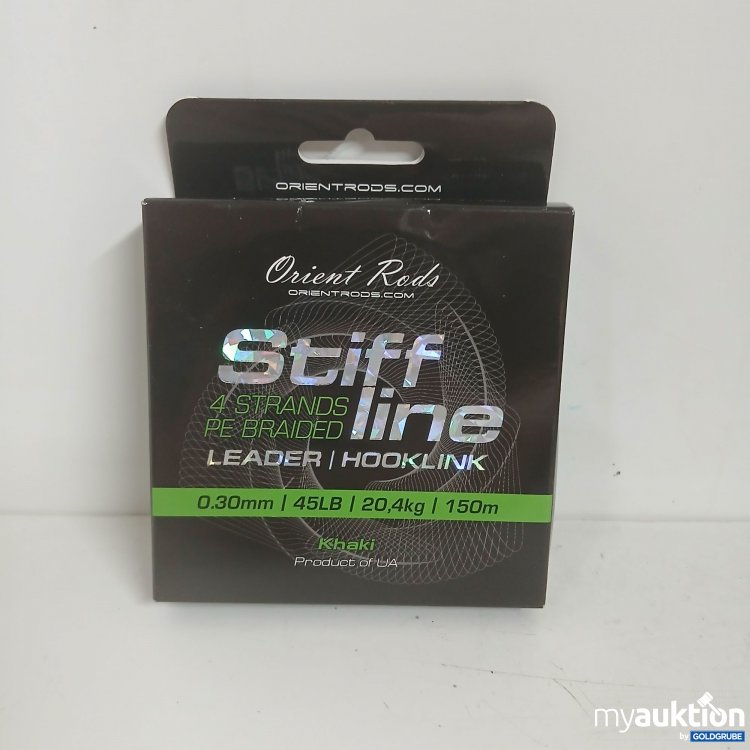 ORIENTRODS.COM
Orient Rods
ORIENTRODS.COM
Stiff
4 STRANDS
PE BRAIDED
line
LEADER | HOOKLINK
0.30mm | 45LB | 20,4kg | 150m
Khaki
Product of UA
myauktion
by GOLDGRUBE